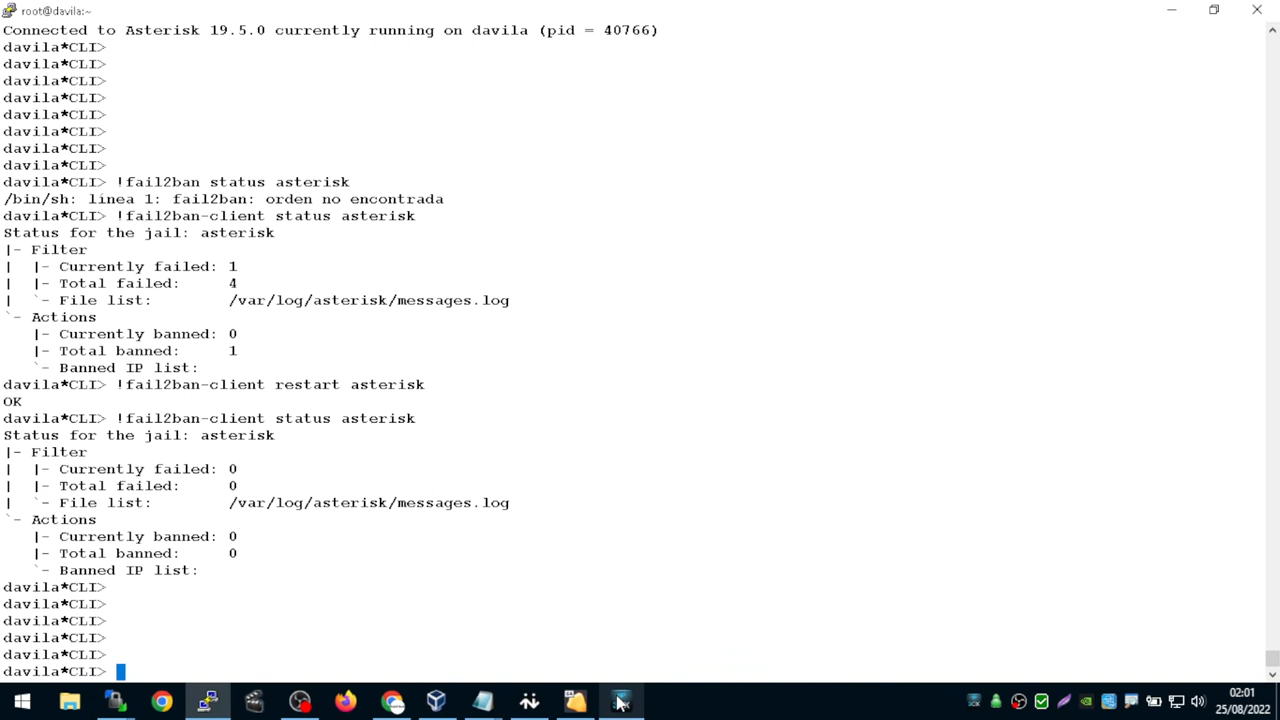 root@davila:~
Connected to Asterisk 19.5.0 currently running on davila (pid = 40766)
davila*CLI>
davila*CLI>
davila*CLI>
davila*CLI>
davila*CLI>
davila*CLI>
davila*CLI>
davila*CLI>
davila*CLI> !fail2ban status asterisk
/bin/sh: línea 1: fail2ban: orden no encontrada
davila*CLI> !fail2ban-client status asterisk
Status for the jail: asterisk
|- Filter
|  |- Currently failed: 1
|  |- Total failed:     4
|  `- File list:        /var/log/asterisk/messages.log
`- Actions
   |- Currently banned: 0
   |- Total banned:     1
   `- Banned IP list:
davila*CLI> !fail2ban-client restart asterisk
OK
davila*CLI> !fail2ban-client status asterisk
Status for the jail: asterisk
|- Filter
|  |- Currently failed: 0
|  |- Total failed:     0
|  `- File list:        /var/log/asterisk/messages.log
`- Actions
   |- Currently banned: 0
   |- Total banned:     0
   `- Banned IP list:
davila*CLI>
davila*CLI>
davila*CLI>
davila*CLI>
davila*CLI>
davila*CLI>
02:01
25/08/2022